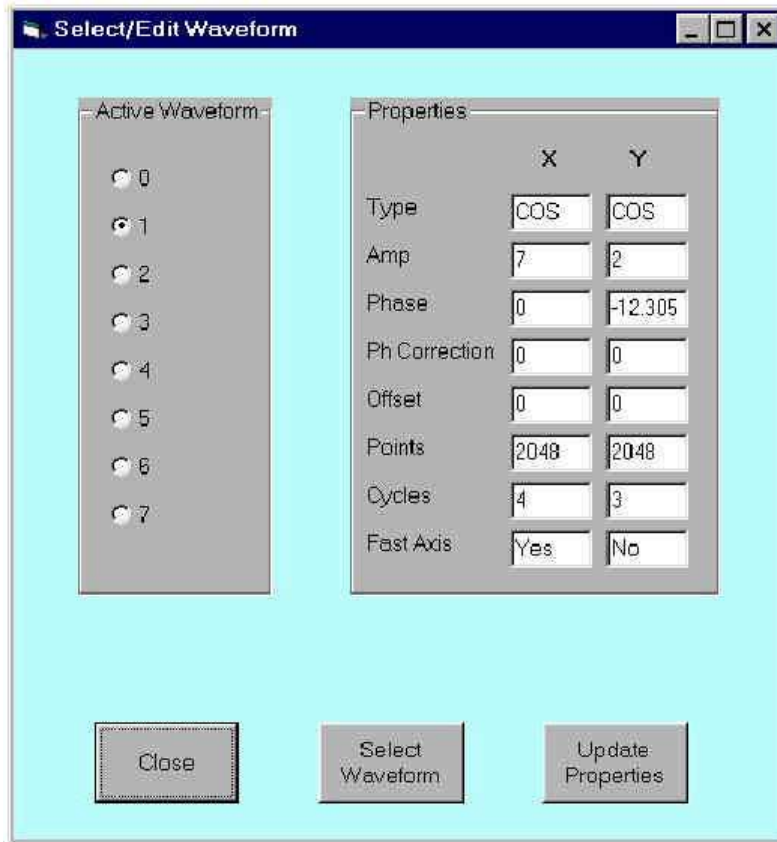 Select/Edit Waveform
Active Waveform
0
1
2
3
4
5
6
7
Properties
X Y
Type COS COS
Amp 7 2
Phase 0 -12.305
Ph Correction 0 0
Offset 0 0
Points 2048 2048
Cycles 4 3
Fast Axis Yes No
Close
Select
Waveform
Update
Properties